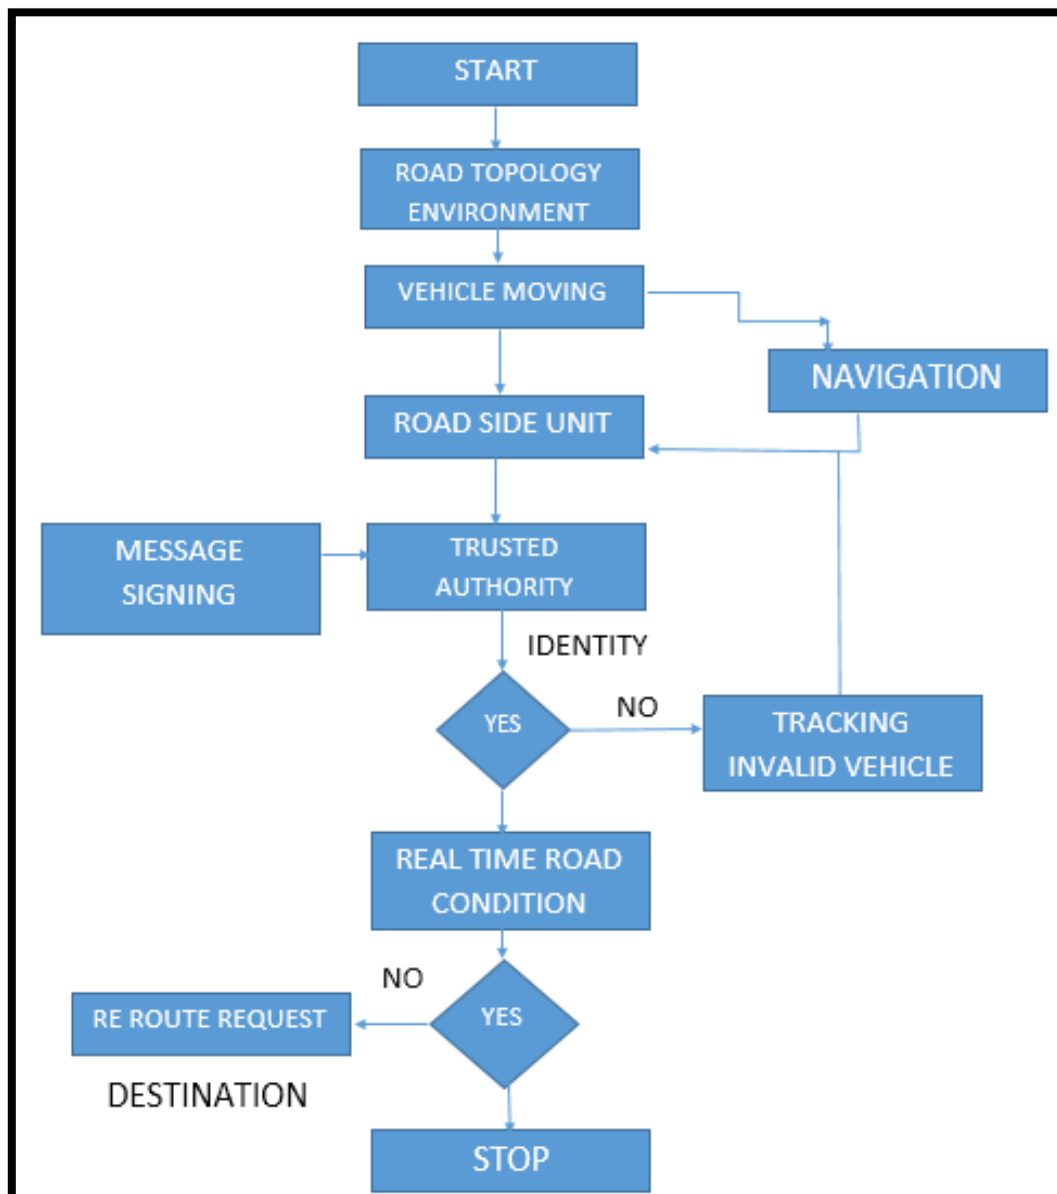 START
ROAD TOPOLOGY
ENVIRONMENT
VEHICLE MOVING
NAVIGATION
ROAD SIDE UNIT
MESSAGE
SIGNING
TRUSTED
AUTHORITY
IDENTITY
YES
NO
TRACKING
INVALID VEHICLE
REAL TIME ROAD
CONDITION
NO
YES
RE ROUTE REQUEST
DESTINATION
STOP